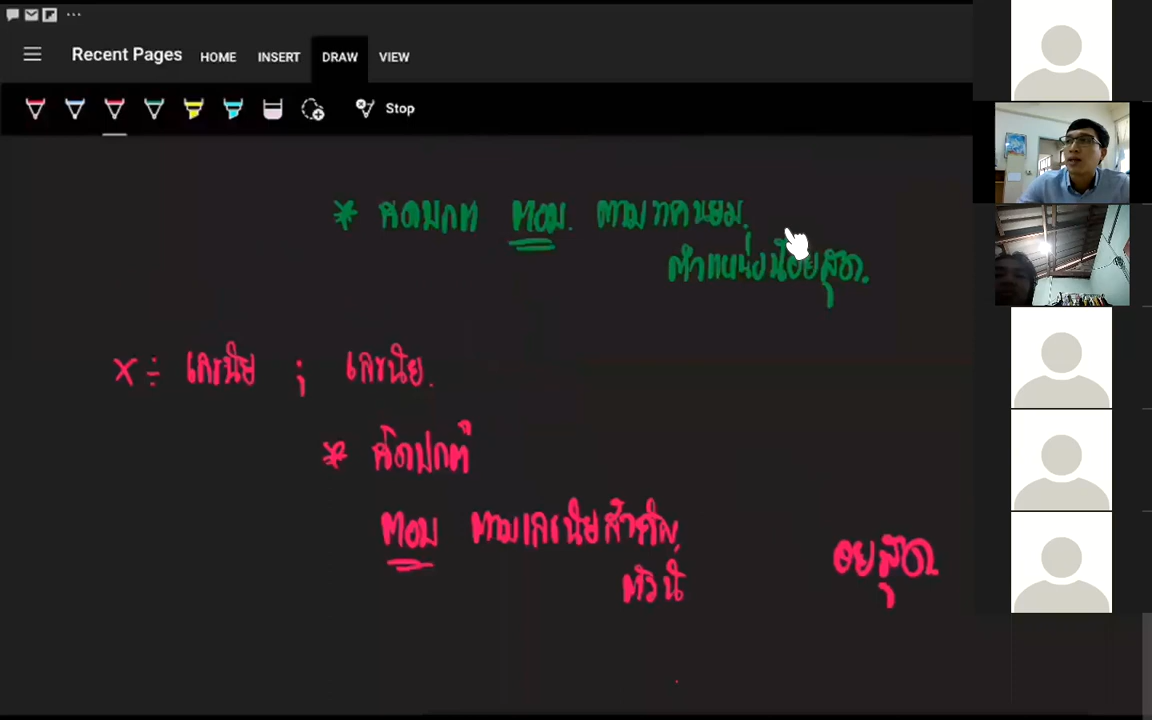 Recent Pages HOME INSERT DRAW VIEW
Stop
* คิดปกติ ตอบ. ตามทศนิยม.
ตำแหน่งน้อยสุด.
× ÷ เลขนัย ; เลขนัย.
* คิดปกติ
ตอบ ตามเลขนัยสำคัญ
ตัวน้
อยสุด.